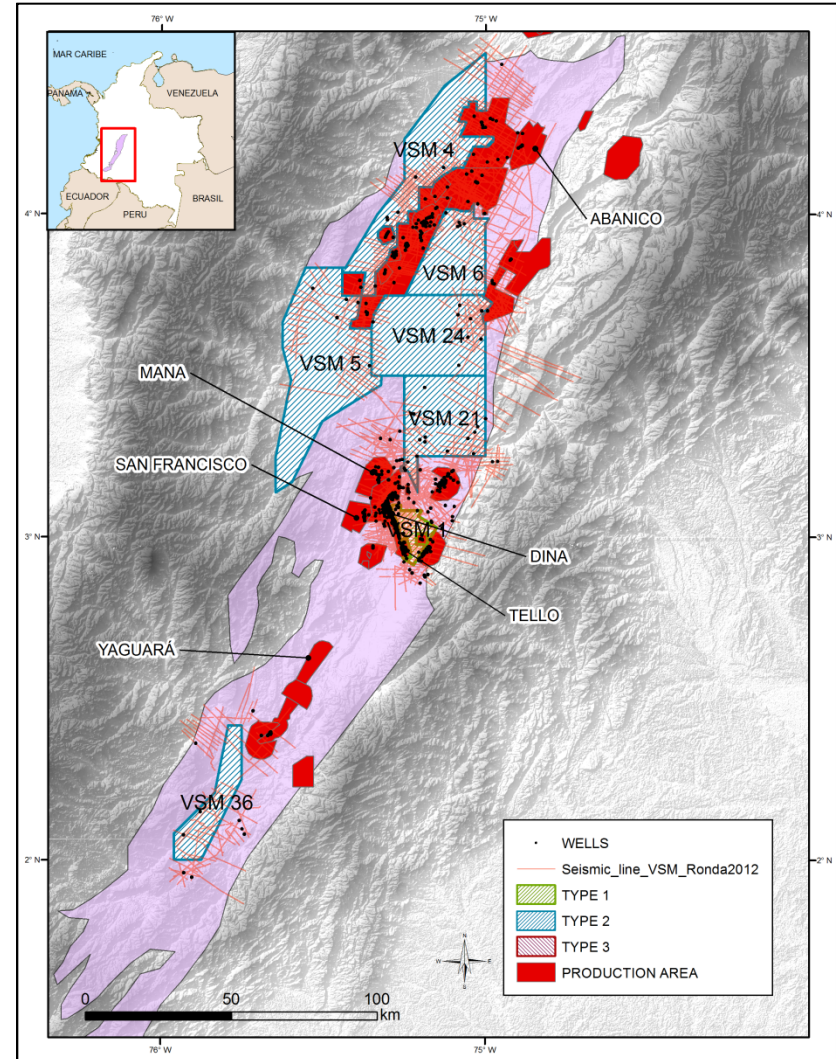 76° W
75° W
MAR CARIBE
PANAMA
VENEZUELA
ECUADOR
PERU
BRASIL
VSM 4
4° N
4° N
ABANICO
VSM 6
VSM 24
VSM 5
MANA
VSM 21
SAN FRANCISCO
3° N
VSM 1
3° N
DINA
TELLO
YAGUARÁ
VSM 36
2° N
2° N
WELLS
Seismic_line_VSM_Ronda2012
TYPE 1
TYPE 2
TYPE 3
PRODUCTION AREA
N
W
E
S
0
50
100
km
76° W
75° W